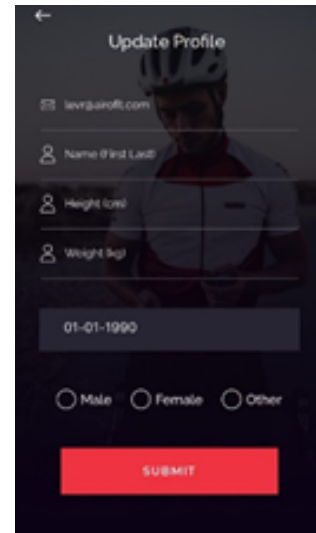 Update Profile
Name (First Last)
Height (cm)
Weight (kg)
01-01-1990
Male Female Other
SUBMIT